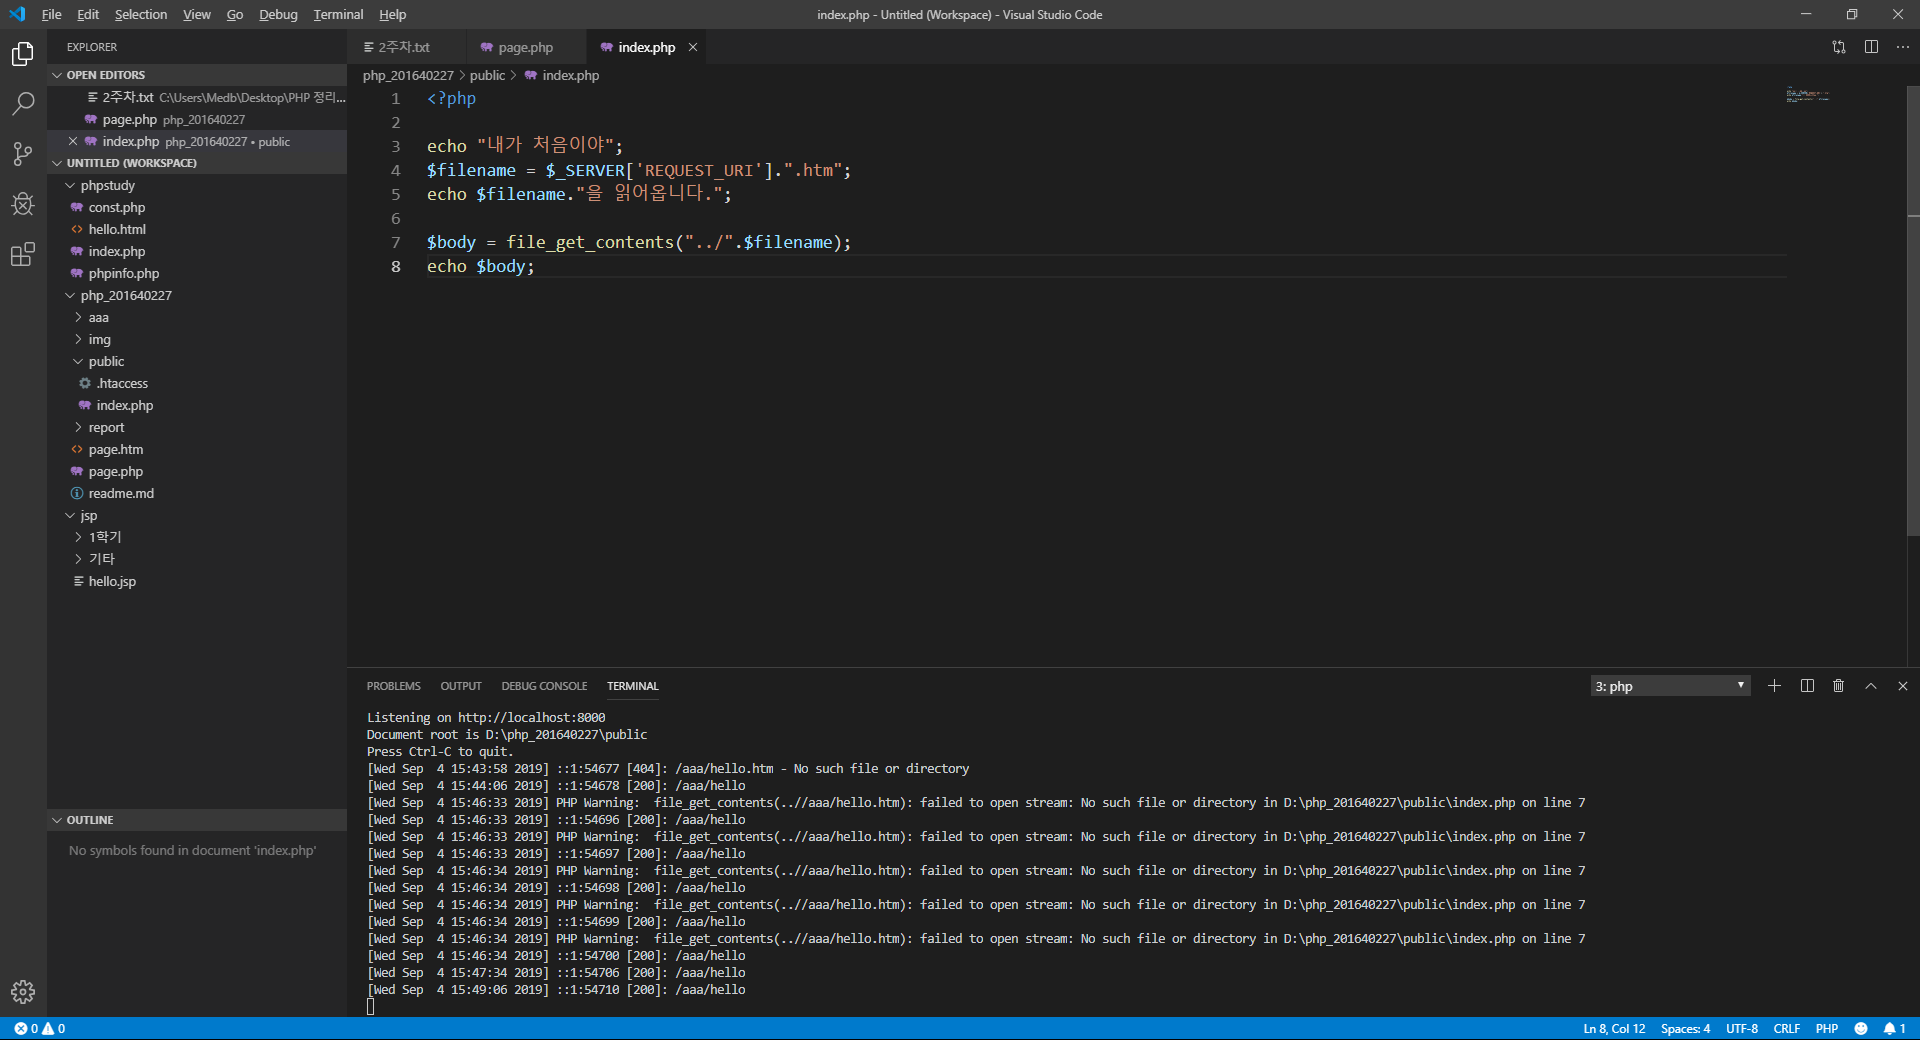 File Edit Selection View Go Debug Terminal Help
index.php - Untitled (Workspace) - Visual Studio Code
EXPLORER
OPEN EDITORS
2주차.txt C:\Users\Medb\Desktop\PHP 정리...
page.php php_201640227
index.php php_201640227 • public
UNTITLED (WORKSPACE)
phpstudy
const.php
hello.html
index.php
phpinfo.php
php_201640227
aaa
img
public
.htaccess
index.php
report
page.htm
page.php
readme.md
jsp
1학기
기타
hello.jsp
OUTLINE
No symbols found in document 'index.php'
2주차.txt page.php index.php
php_201640227 > public > index.php
1 <?php
2
3 echo "내가 처음이야";
4 $filename = $_SERVER['REQUEST_URI'].".htm";
5 echo $filename."을 읽어옵니다.";
6
7 $body = file_get_contents("../".$filename);
8 echo $body;
PROBLEMS OUTPUT DEBUG CONSOLE TERMINAL
3: php
Listening on http://localhost:8000
Document root is D:\php_201640227\public
Press Ctrl-C to quit.
[Wed Sep  4 15:43:58 2019] ::1:54677 [404]: /aaa/hello.htm - No such file or directory
[Wed Sep  4 15:44:06 2019] ::1:54678 [200]: /aaa/hello
[Wed Sep  4 15:46:33 2019] PHP Warning:  file_get_contents(..//aaa/hello.htm): failed to open stream: No such file or directory in D:\php_201640227\public\index.php on line 7
[Wed Sep  4 15:46:33 2019] ::1:54696 [200]: /aaa/hello
[Wed Sep  4 15:46:33 2019] PHP Warning:  file_get_contents(..//aaa/hello.htm): failed to open stream: No such file or directory in D:\php_201640227\public\index.php on line 7
[Wed Sep  4 15:46:33 2019] ::1:54697 [200]: /aaa/hello
[Wed Sep  4 15:46:34 2019] PHP Warning:  file_get_contents(..//aaa/hello.htm): failed to open stream: No such file or directory in D:\php_201640227\public\index.php on line 7
[Wed Sep  4 15:46:34 2019] ::1:54698 [200]: /aaa/hello
[Wed Sep  4 15:46:34 2019] PHP Warning:  file_get_contents(..//aaa/hello.htm): failed to open stream: No such file or directory in D:\php_201640227\public\index.php on line 7
[Wed Sep  4 15:46:34 2019] ::1:54699 [200]: /aaa/hello
[Wed Sep  4 15:46:34 2019] PHP Warning:  file_get_contents(..//aaa/hello.htm): failed to open stream: No such file or directory in D:\php_201640227\public\index.php on line 7
[Wed Sep  4 15:46:34 2019] ::1:54700 [200]: /aaa/hello
[Wed Sep  4 15:47:34 2019] ::1:54706 [200]: /aaa/hello
[Wed Sep  4 15:49:06 2019] ::1:54710 [200]: /aaa/hello
0 0 Ln 8, Col 12 Spaces: 4 UTF-8 CRLF PHP 1